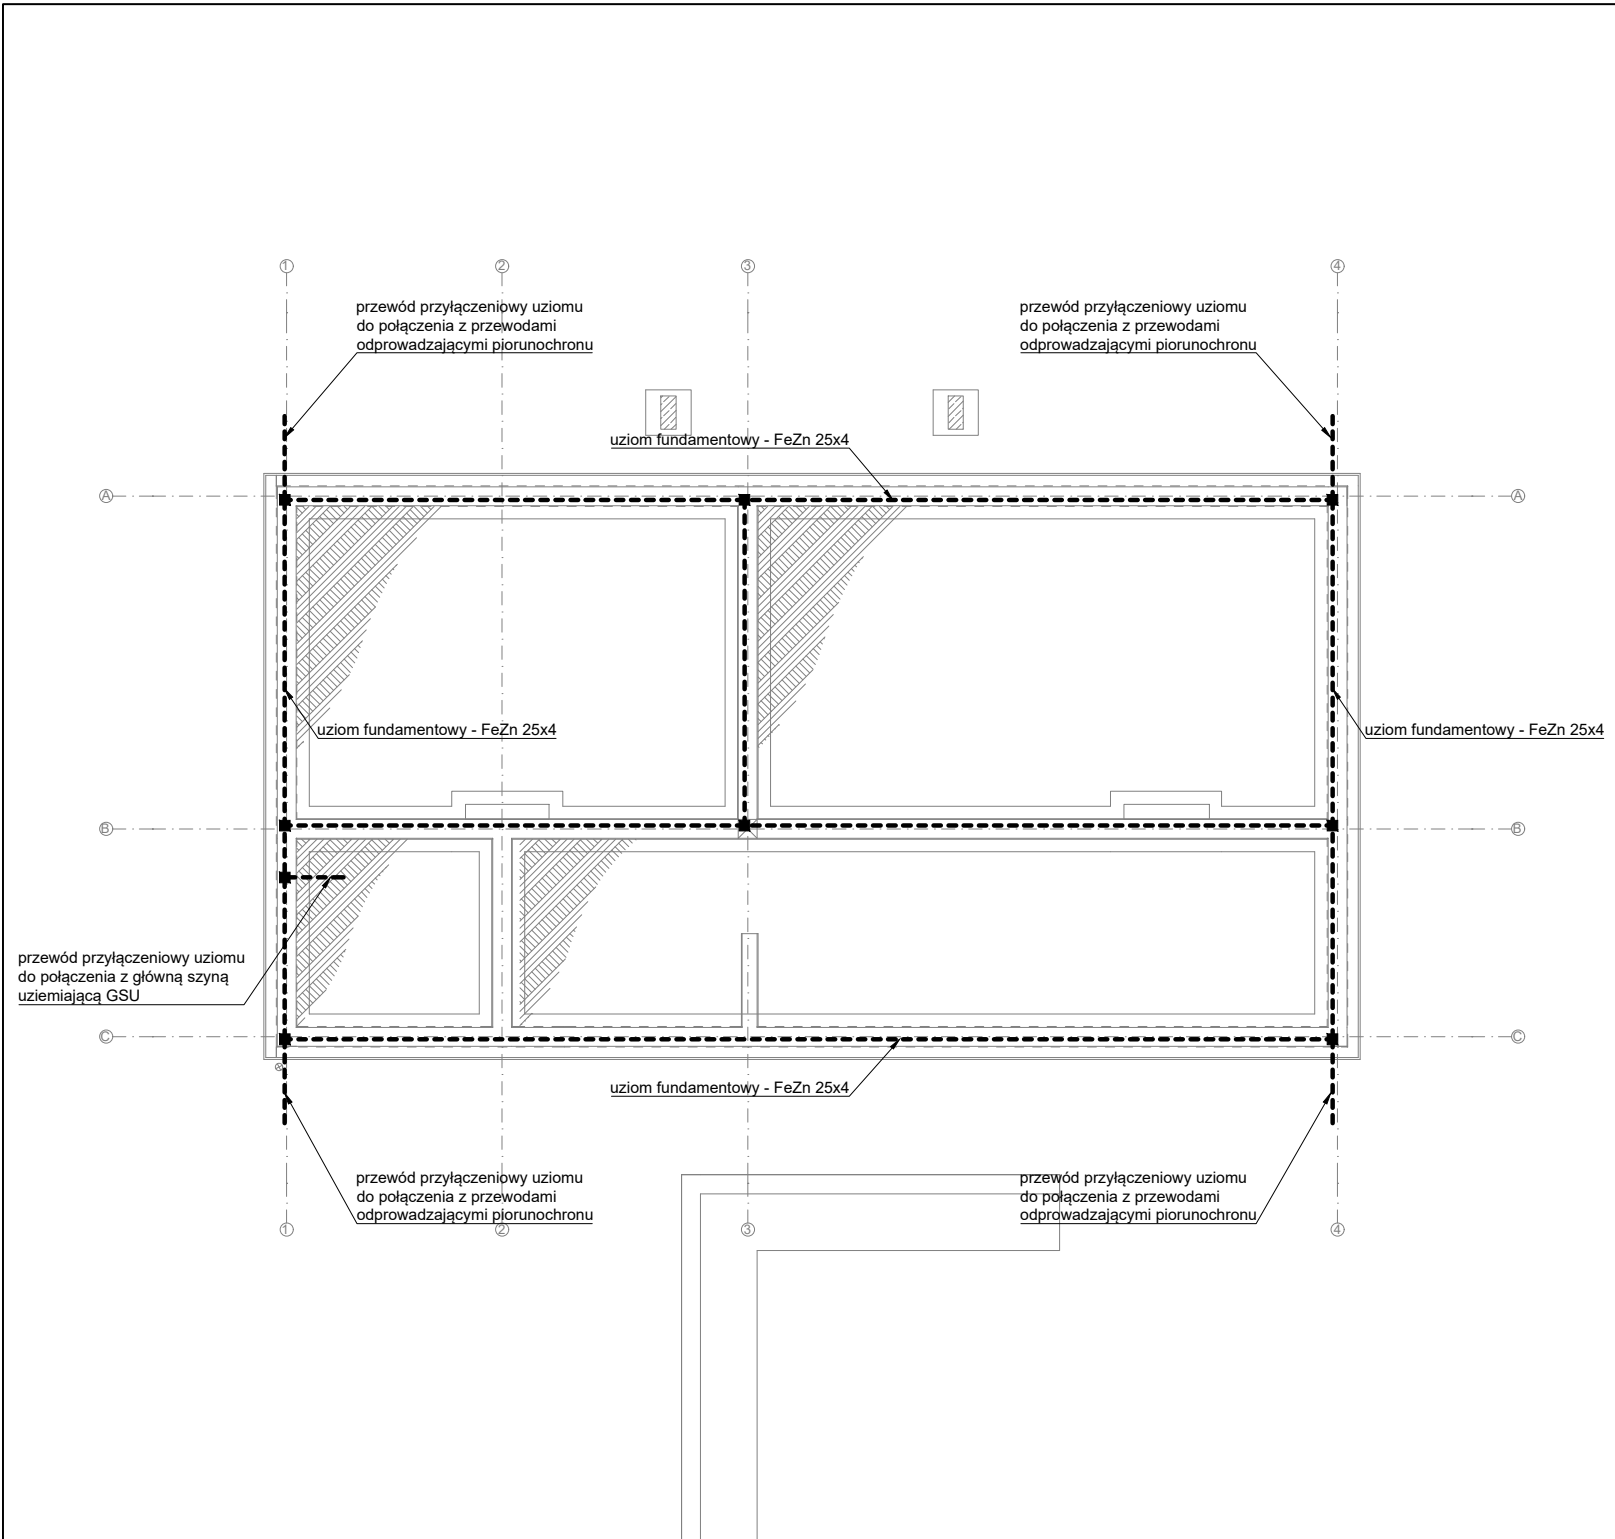 1
2
3
4
przewód przyłączeniowy uziomu
do połączenia z przewodami
odprowadzającymi piorunochronu
przewód przyłączeniowy uziomu
do połączenia z przewodami
odprowadzającymi piorunochronu
uziom fundamentowy - FeZn 25x4
A
A
uziom fundamentowy - FeZn 25x4
uziom fundamentowy - FeZn 25x4
B
B
przewód przyłączeniowy uziomu
do połączenia z główną szyną
uziemiającą GSU
C
C
uziom fundamentowy - FeZn 25x4
przewód przyłączeniowy uziomu
do połączenia z przewodami
odprowadzającymi piorunochronu
przewód przyłączeniowy uziomu
do połączenia z przewodami
odprowadzającymi piorunochronu
1
2
3
4